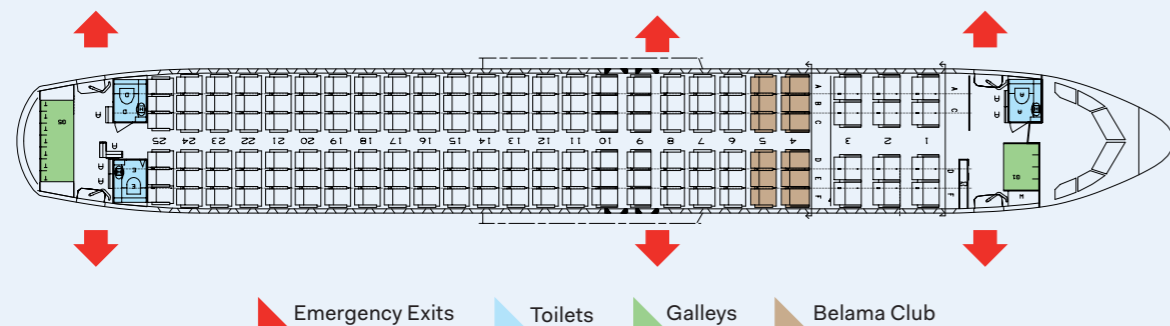 A
B
C
A
C
25 24 23 22 21 20 19 18 17 16 15 14 13 12 11 10 9 8 7 6 5 4 3 2 1
D
E
F
D
F
G1
Emergency Exits Toilets Galleys Belama Club